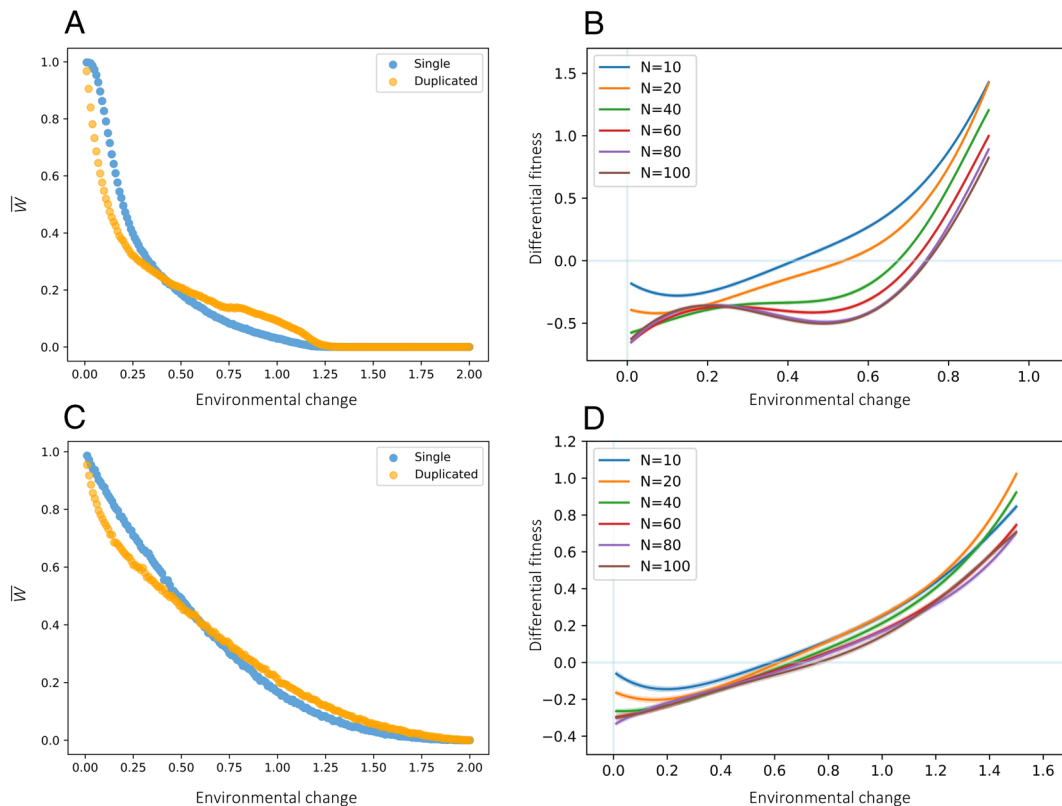 A
1.0
0.8
0.6
0.4
0.2
0.0
W
Single
Duplicated
0.00 0.25 0.50 0.75 1.00 1.25 1.50 1.75 2.00
Environmental change
B
1.5
1.0
0.5
0.0
−0.5
Differential fitness
N=10
N=20
N=40
N=60
N=80
N=100
0.0 0.2 0.4 0.6 0.8 1.0
Environmental change
C
1.0
0.8
0.6
0.4
0.2
0.0
W
Single
Duplicated
0.00 0.25 0.50 0.75 1.00 1.25 1.50 1.75 2.00
Environmental change
D
1.2
1.0
0.8
0.6
0.4
0.2
0.0
−0.2
−0.4
Differential fitness
N=10
N=20
N=40
N=60
N=80
N=100
0.0 0.2 0.4 0.6 0.8 1.0 1.2 1.4 1.6
Environmental change